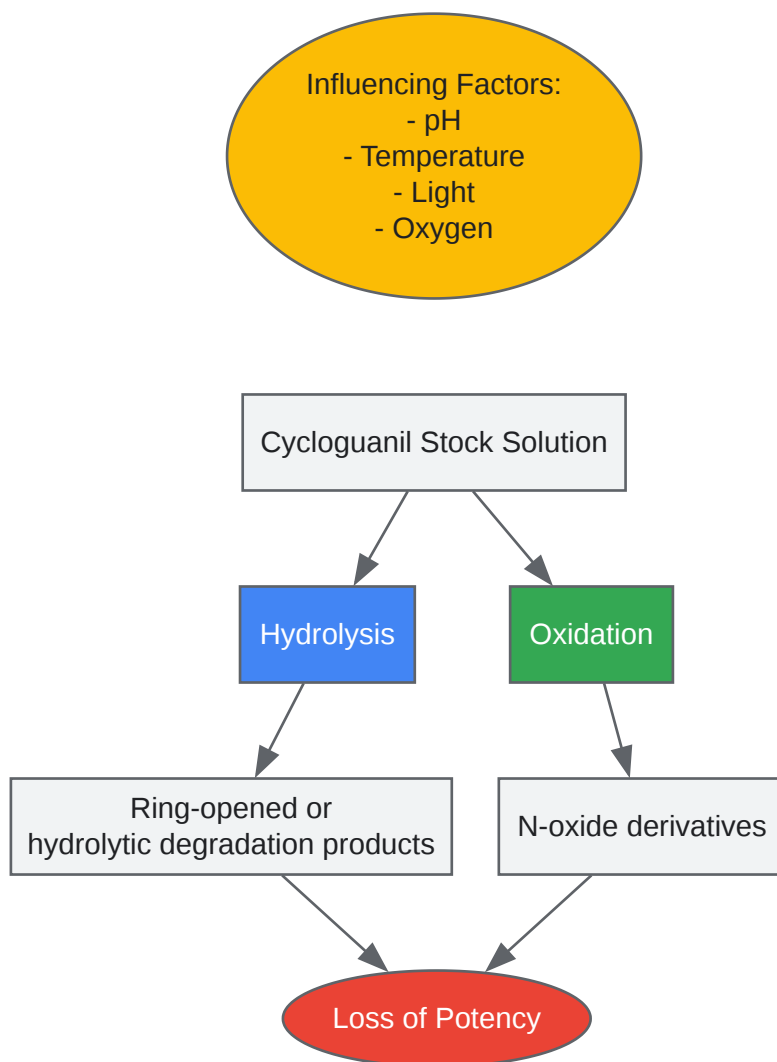 Influencing Factors:
- pH
- Temperature
- Light
- Oxygen
Cycloguanil Stock Solution
Hydrolysis
Oxidation
Ring-opened or
hydrolytic degradation products
N-oxide derivatives
Loss of Potency